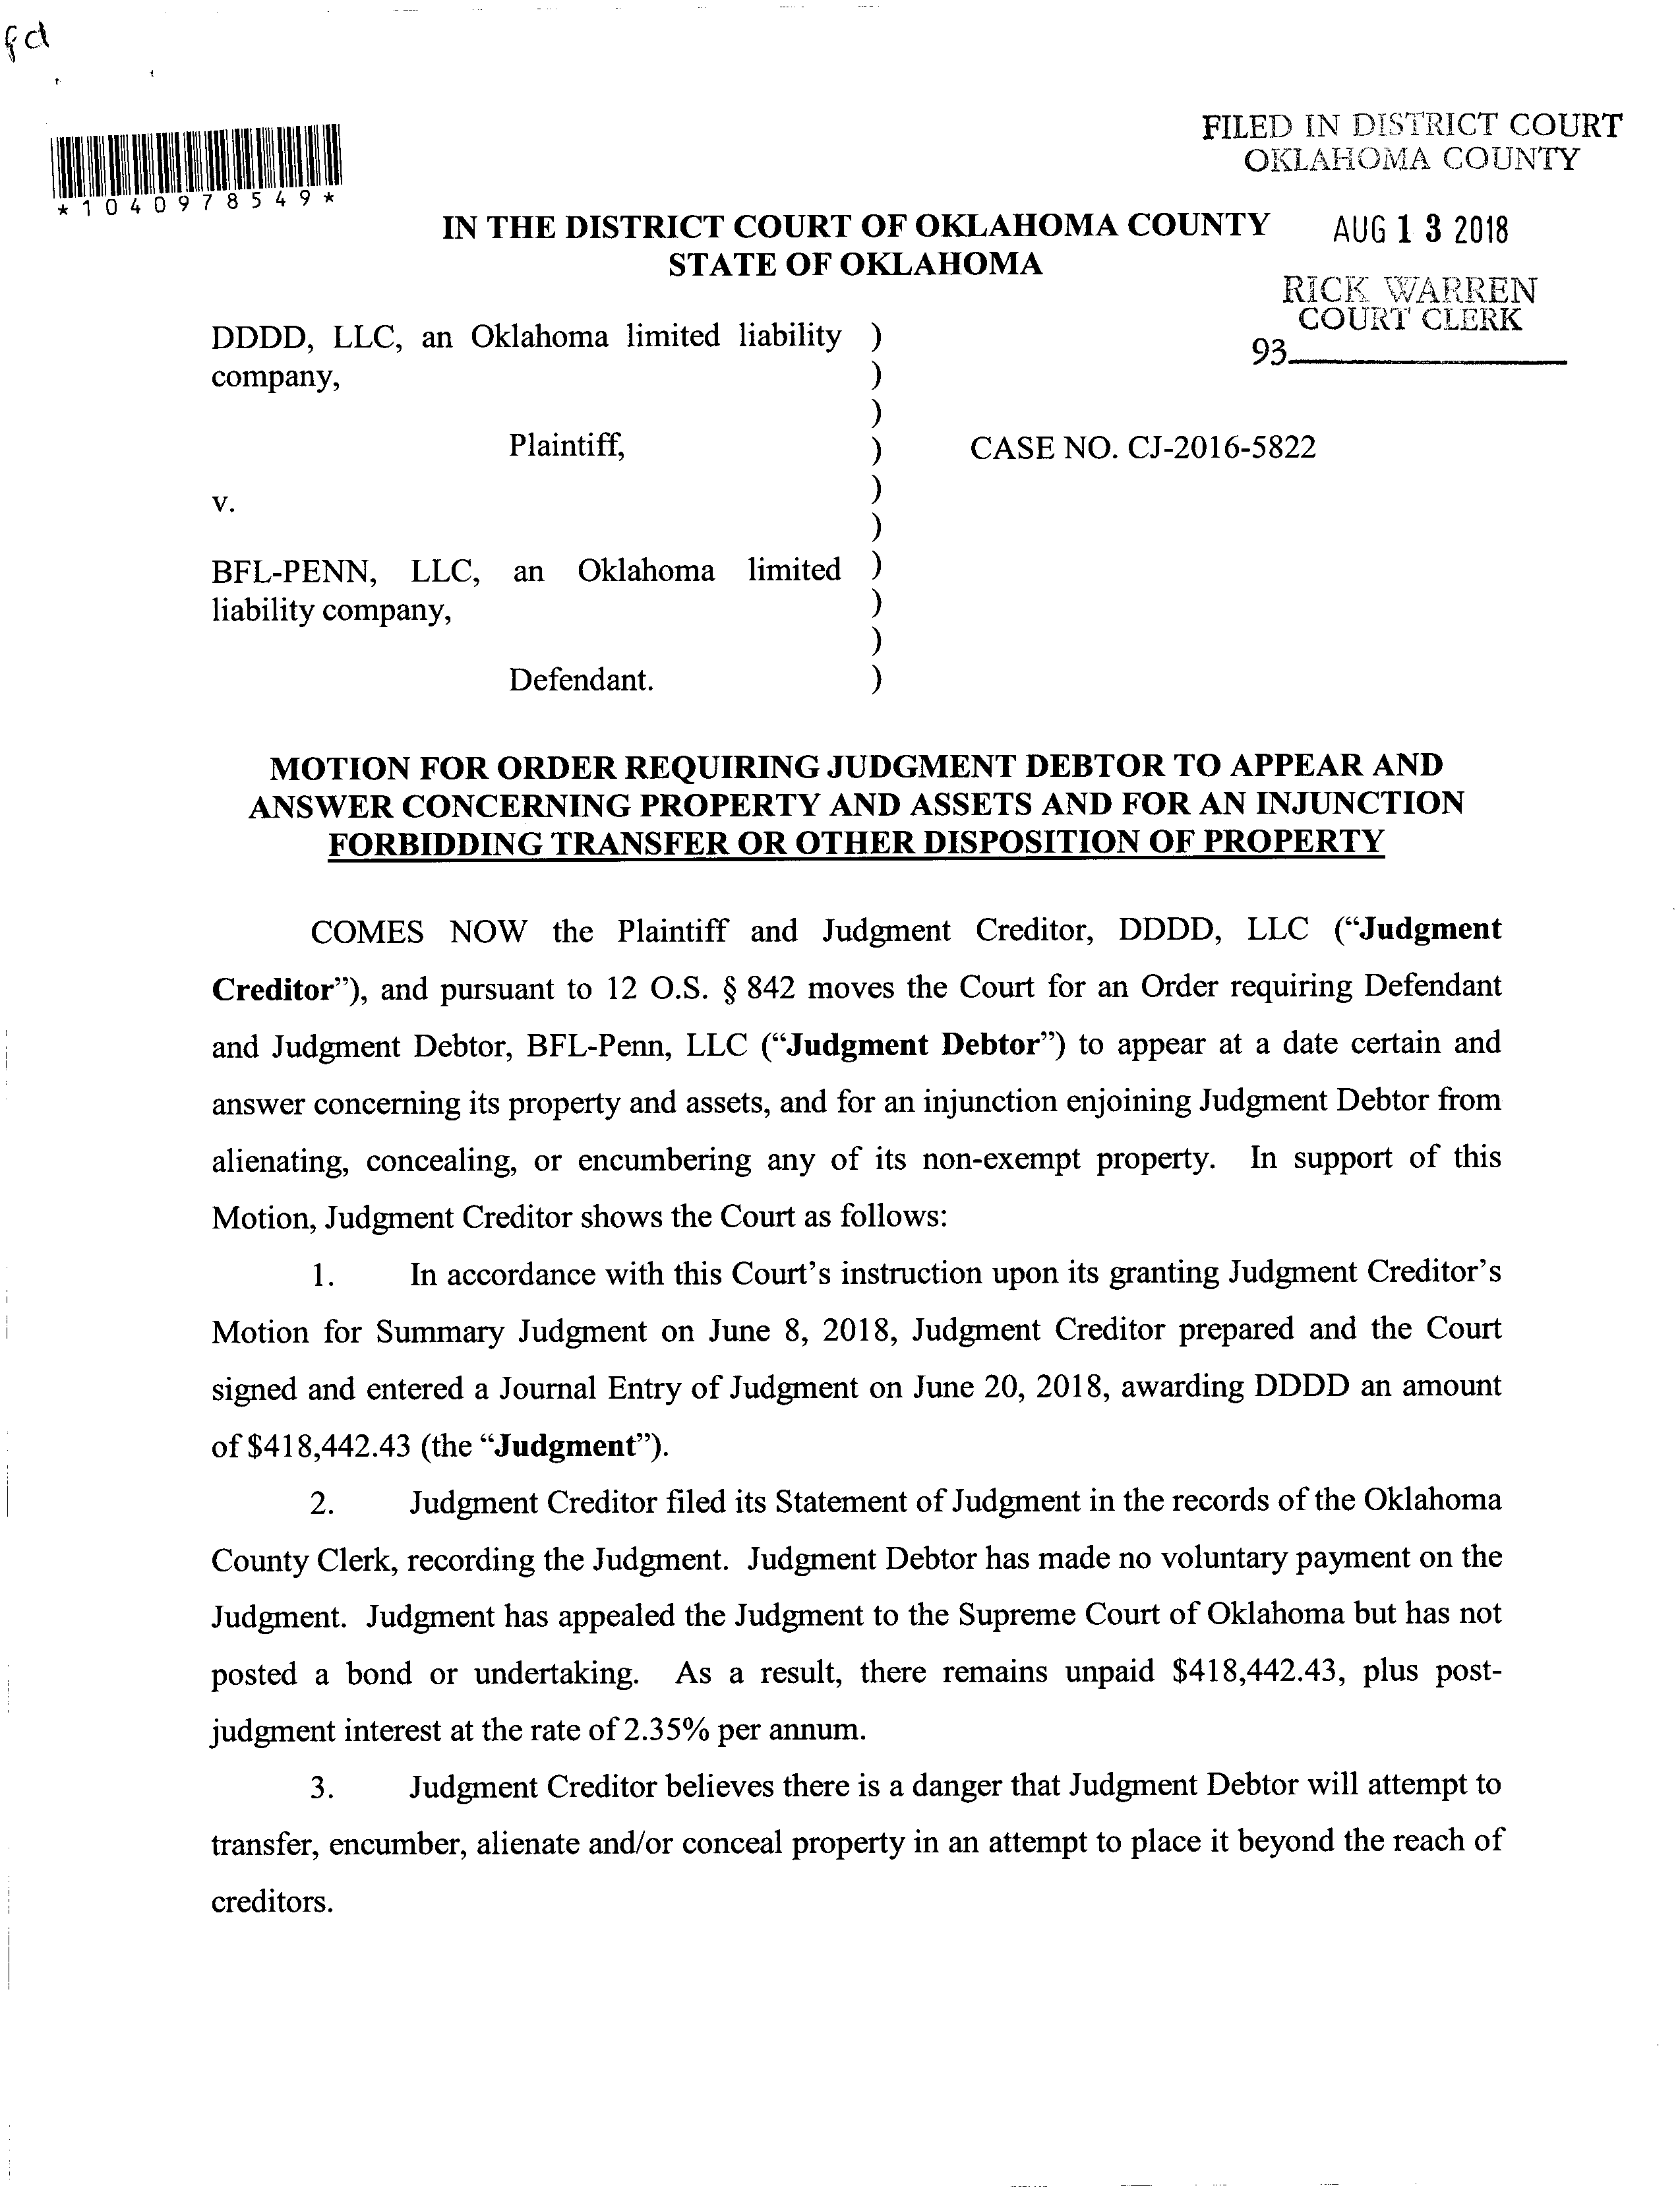 fd
*1040978549*
FILED IN DISTRICT COURT
OKLAHOMA COUNTY
IN THE DISTRICT COURT OF OKLAHOMA COUNTY
STATE OF OKLAHOMA
AUG 13 2018
RICK WARREN
COURT CLERK
93
DDDD, LLC, an Oklahoma limited liability )
company, )
)
Plaintiff, ) CASE NO. CJ-2016-5822
v. )
)
BFL-PENN, LLC, an Oklahoma limited )
liability company, )
)
Defendant. )
MOTION FOR ORDER REQUIRING JUDGMENT DEBTOR TO APPEAR AND
ANSWER CONCERNING PROPERTY AND ASSETS AND FOR AN INJUNCTION
FORBIDDING TRANSFER OR OTHER DISPOSITION OF PROPERTY
COMES NOW the Plaintiff and Judgment Creditor, DDDD, LLC (“Judgment
Creditor”), and pursuant to 12 O.S. § 842 moves the Court for an Order requiring Defendant
and Judgment Debtor, BFL-Penn, LLC (“Judgment Debtor”) to appear at a date certain and
answer concerning its property and assets, and for an injunction enjoining Judgment Debtor from
alienating, concealing, or encumbering any of its non-exempt property. In support of this
Motion, Judgment Creditor shows the Court as follows:
1. In accordance with this Court’s instruction upon its granting Judgment Creditor’s
Motion for Summary Judgment on June 8, 2018, Judgment Creditor prepared and the Court
signed and entered a Journal Entry of Judgment on June 20, 2018, awarding DDDD an amount
of $418,442.43 (the “Judgment”).
2. Judgment Creditor filed its Statement of Judgment in the records of the Oklahoma
County Clerk, recording the Judgment. Judgment Debtor has made no voluntary payment on the
Judgment. Judgment has appealed the Judgment to the Supreme Court of Oklahoma but has not
posted a bond or undertaking. As a result, there remains unpaid $418,442.43, plus post-
judgment interest at the rate of 2.35% per annum.
3. Judgment Creditor believes there is a danger that Judgment Debtor will attempt to
transfer, encumber, alienate and/or conceal property in an attempt to place it beyond the reach of
creditors.